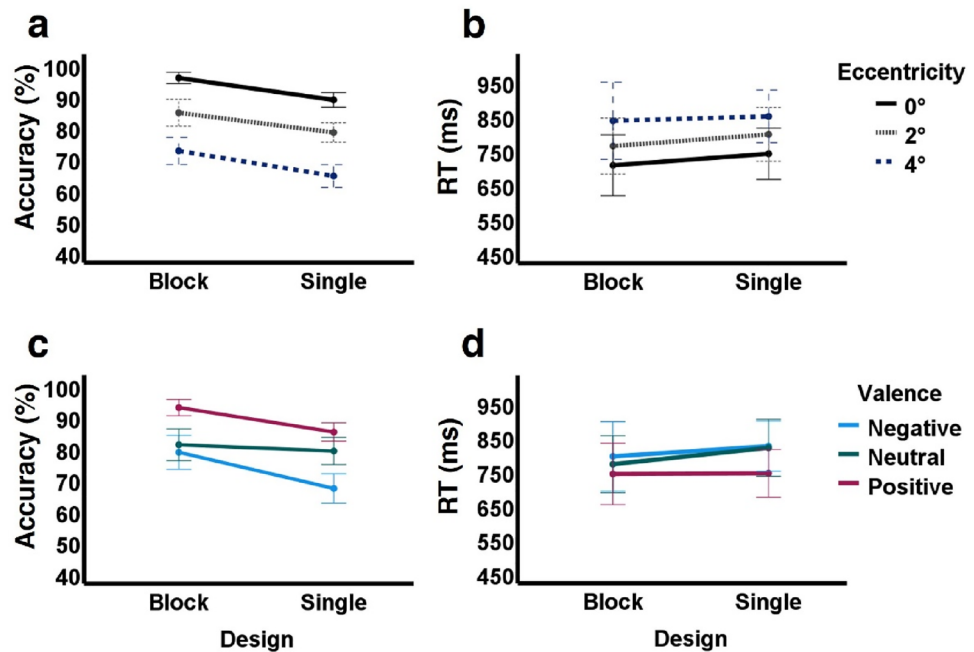 a
Accuracy (%)
100
90
80
70
60
50
40
Block
Single
b
RT (ms)
950
850
750
650
550
450
Block
Single
Eccentricity
0°
2°
4°
c
Accuracy (%)
100
90
80
70
60
50
40
Block
Single
Design
d
RT (ms)
950
850
750
650
550
450
Block
Single
Design
Valence
Negative
Neutral
Positive